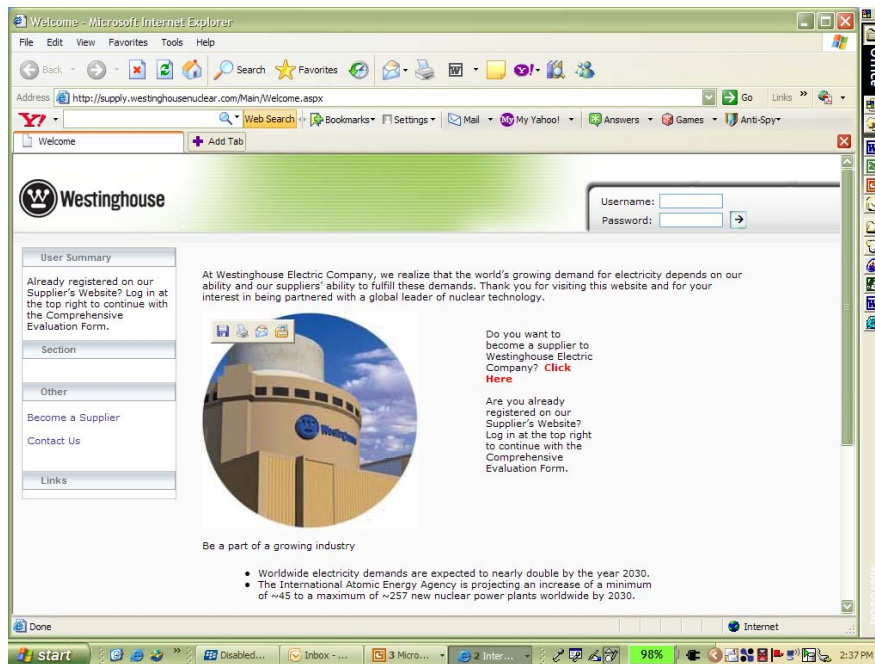 Welcome - Microsoft Internet Explorer
File Edit View Favorites Tools Help
Back Search Favorites
Address http://supply.westinghousenuclear.com/Main/Welcome.aspx Go Links »
Y! Web Search Bookmarks Settings Mail My Yahoo! Answers Games Anti-Spy
Welcome Add Tab
Westinghouse
Username:
Password:
User Summary
Already registered on our
Supplier's Website? Log in at
the top right to continue with
the Comprehensive
Evaluation Form.
Section
Other
Become a Supplier
Contact Us
Links
At Westinghouse Electric Company, we realize that the world's growing demand for electricity depends on our
ability and our suppliers' ability to fulfill these demands. Thank you for visiting this website and for your
interest in being partnered with a global leader of nuclear technology.
Westinghouse
Do you want to
become a supplier to
Westinghouse Electric
Company? Click
Here
Are you already
registered on our
Supplier's Website?
Log in at the top right
to continue with the
Comprehensive
Evaluation Form.
Be a part of a growing industry
• Worldwide electricity demands are expected to nearly double by the year 2030.
• The International Atomic Energy Agency is projecting an increase of a minimum
of ~45 to a maximum of ~257 new nuclear power plants worldwide by 2030.
Done Internet
start » Disabled... Inbox - ... 3 Micro... 2 Inter... 98% 2:37 PM